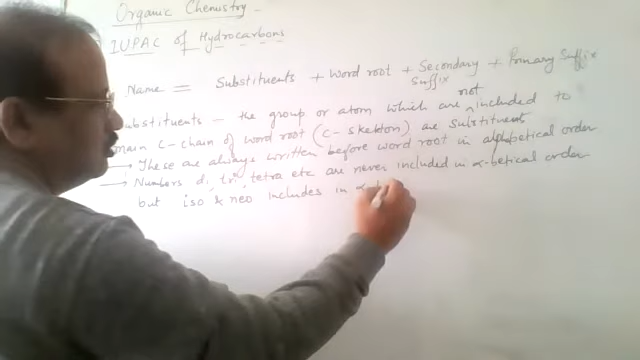 Organic Chemistry
IUPAC of Hydrocarbons
Name = Substituents + Word root + Secondary suffix + Primary Suffix
Substituents - the group or atom which are not included to
main C-chain of word root (C-skeleton) are substituent
→ These are always written before word root in alphabetical order
→ Numbers di, tri, tetra etc are never included in α-betical order
but iso & neo includes in α-